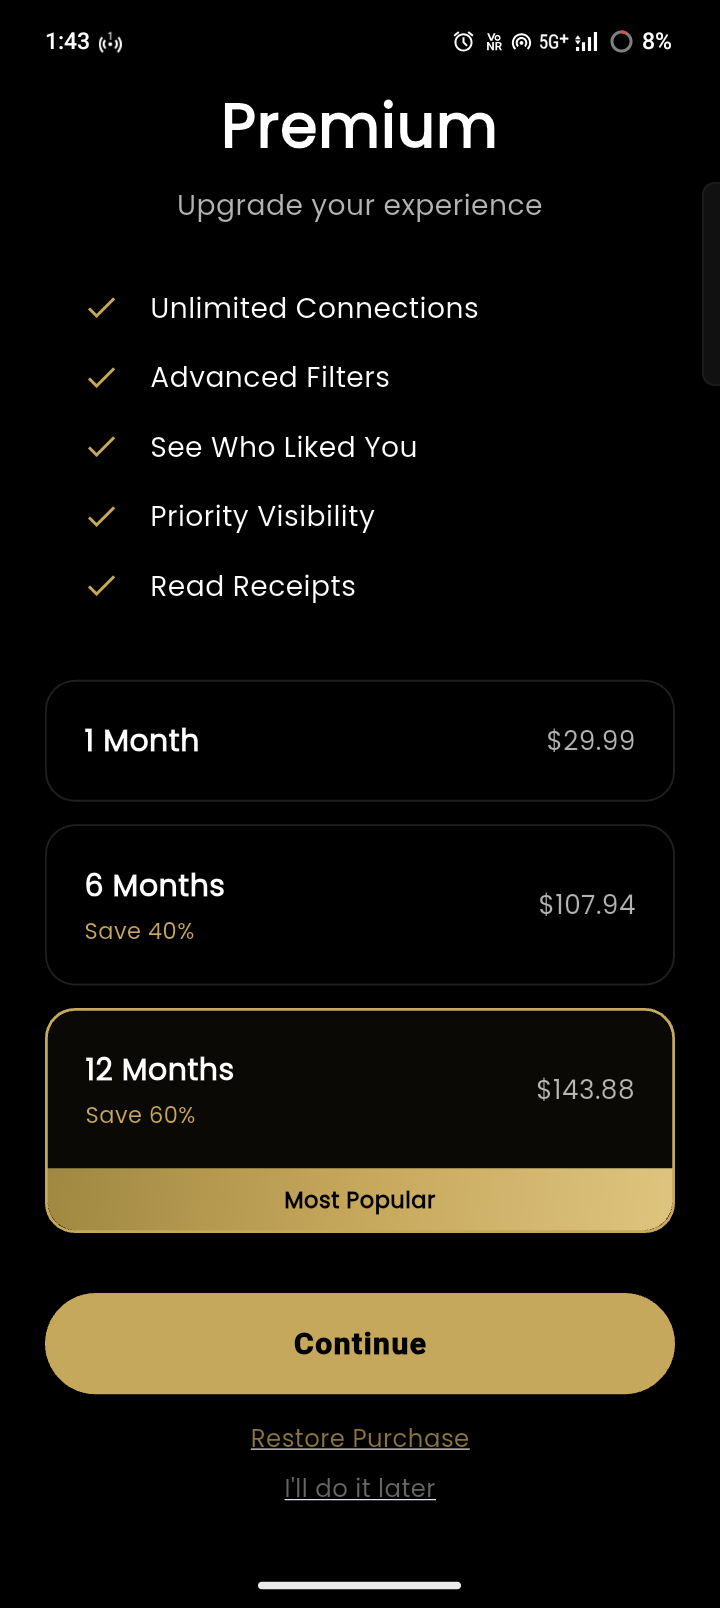 1:43
Vo
NR
5G+
8%
Premium
Upgrade your experience
Unlimited Connections
Advanced Filters
See Who Liked You
Priority Visibility
Read Receipts
1 Month
$29.99
6 Months
Save 40%
$107.94
12 Months
Save 60%
$143.88
Most Popular
Continue
Restore Purchase
I'll do it later